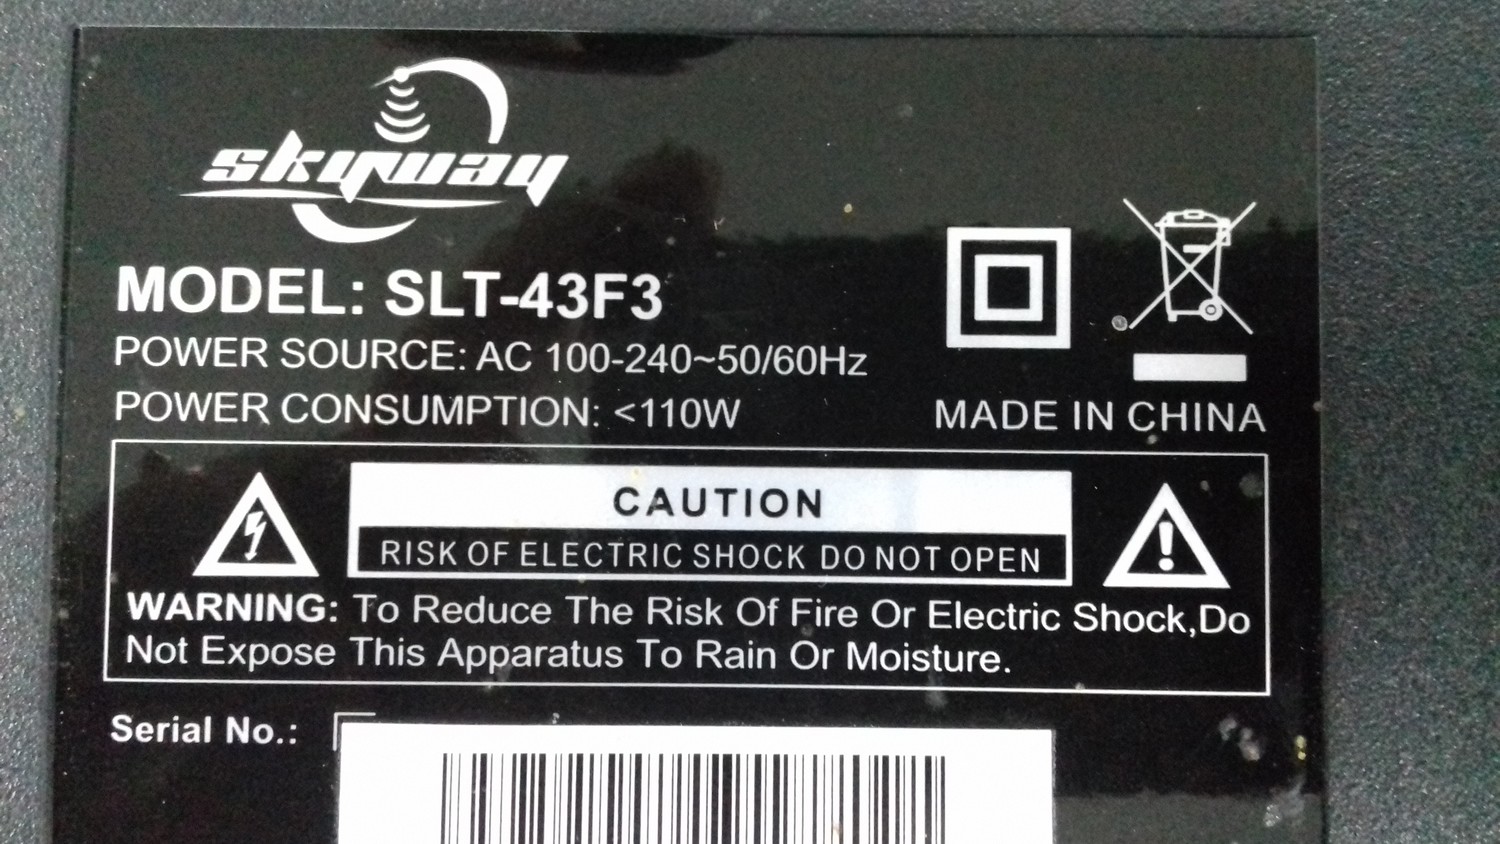 skyway
MODEL: SLT-43F3
POWER SOURCE: AC 100-240~50/60Hz
POWER CONSUMPTION: <110W
MADE IN CHINA
CAUTION
RISK OF ELECTRIC SHOCK DO NOT OPEN
WARNING: To Reduce The Risk Of Fire Or Electric Shock,Do
Not Expose This Apparatus To Rain Or Moisture.
Serial No.: